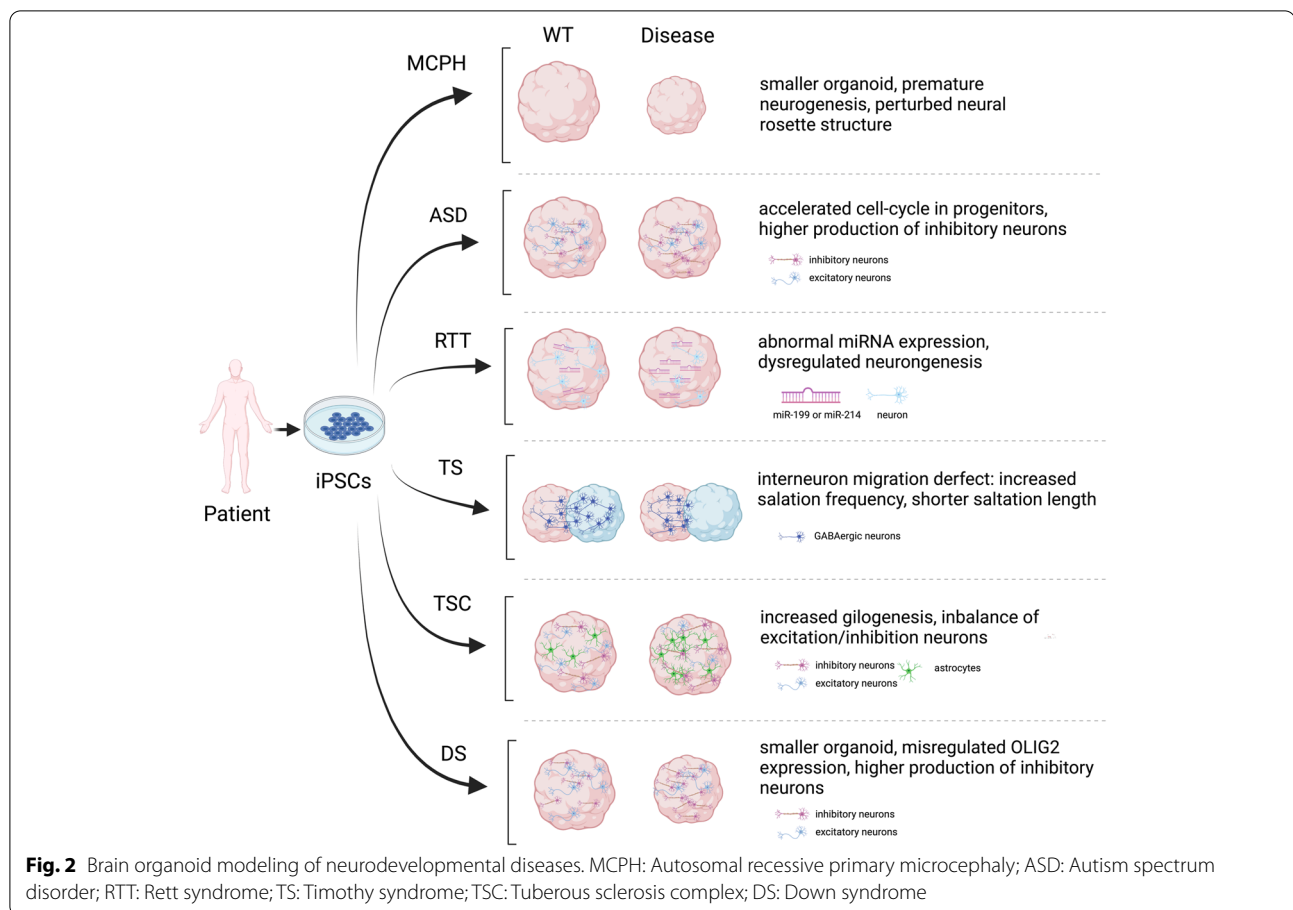 WT
Disease
MCPH
smaller organoid, premature
neurogenesis, perturbed neural
rosette structure
ASD
accelerated cell-cycle in progenitors,
higher production of inhibitory neurons
inhibitory neurons
excitatory neurons
RTT
abnormal miRNA expression,
dysregulated neurongenesis
miR-199 or miR-214
neuron
Patient
iPSCs
TS
interneuron migration defect: increased
salation frequency, shorter saltation length
GABAergic neurons
TSC
increased gilogenesis, inbalance of
excitation/inhibition neurons
inhibitory neurons
astrocytes
excitatory neurons
DS
smaller organoid, misregulated OLIG2
expression, higher production of inhibitory
neurons
inhibitory neurons
excitatory neurons
Fig. 2 Brain organoid modeling of neurodevelopmental diseases. MCPH: Autosomal recessive primary microcephaly; ASD: Autism spectrum
disorder; RTT: Rett syndrome; TS: Timothy syndrome; TSC: Tuberous sclerosis complex; DS: Down syndrome